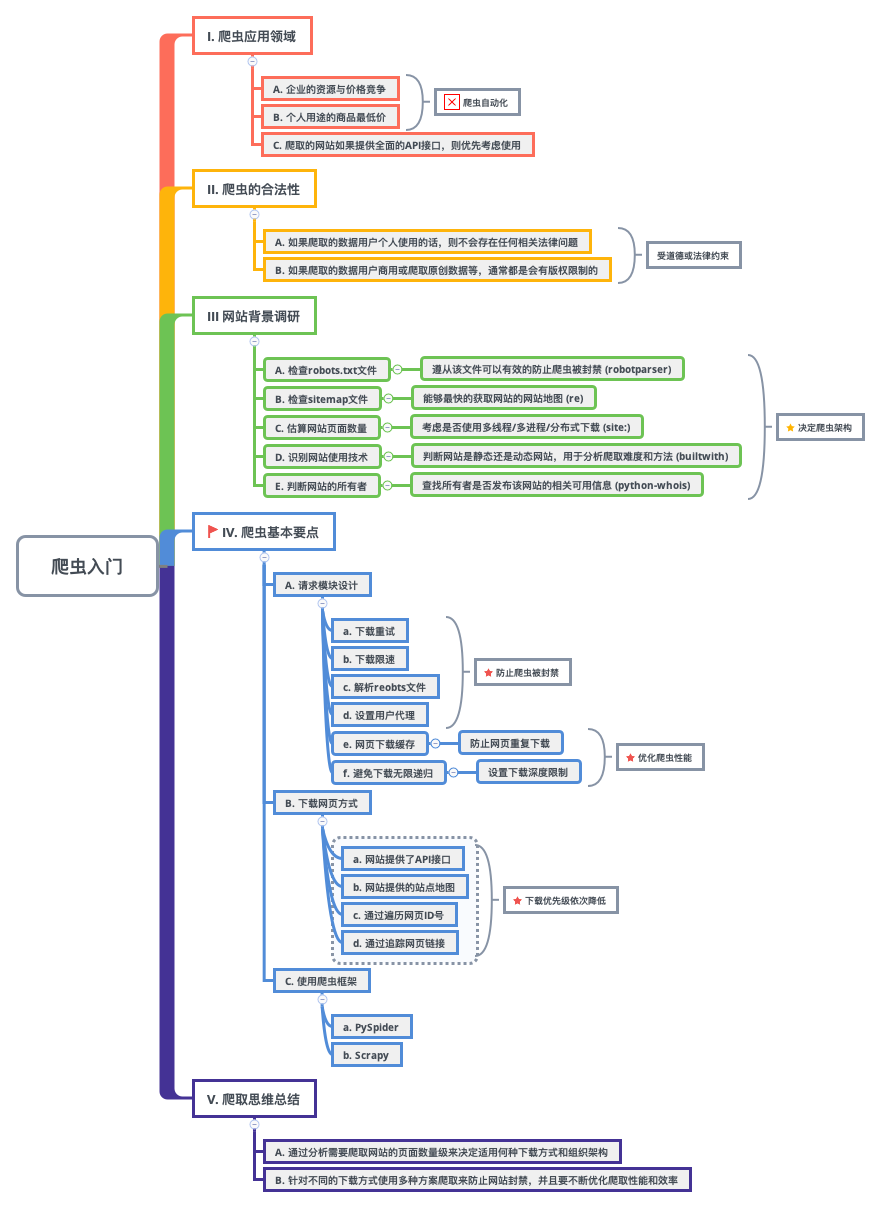 I. 爬虫应用领域
A. 企业的资源与价格竞争
B. 个人用途的商品最低价
爬虫自动化
C. 爬取的网站如果提供全面的API接口，则优先考虑使用
II. 爬虫的合法性
A. 如果爬取的数据用户个人使用的话，则不会存在任何相关法律问题
B. 如果爬取的数据用户商用或爬取原创数据等，通常都是会有版权限制的
受道德或法律约束
III 网站背景调研
A. 检查robots.txt文件
遵从该文件可以有效的防止爬虫被封禁 (robotparser)
B. 检查sitemap文件
能够最快的获取网站的网站地图 (re)
C. 估算网站页面数量
考虑是否使用多线程/多进程/分布式下载 (site:)
D. 识别网站使用技术
判断网站是静态还是动态网站，用于分析爬取难度和方法 (builtwith)
E. 判断网站的所有者
查找所有者是否发布该网站的相关可用信息 (python-whois)
决定爬虫架构
爬虫入门
IV. 爬虫基本要点
A. 请求模块设计
a. 下载重试
b. 下载限速
c. 解析reobts文件
d. 设置用户代理
防止爬虫被封禁
e. 网页下载缓存
防止网页重复下载
f. 避免下载无限递归
设置下载深度限制
优化爬虫性能
B. 下载网页方式
a. 网站提供了API接口
b. 网站提供的站点地图
c. 通过遍历网页ID号
d. 通过追踪网页链接
下载优先级依次降低
C. 使用爬虫框架
a. PySpider
b. Scrapy
V. 爬取思维总结
A. 通过分析需要爬取网站的页面数量级来决定适用何种下载方式和组织架构
B. 针对不同的下载方式使用多种方案爬取来防止网站封禁，并且要不断优化爬取性能和效率